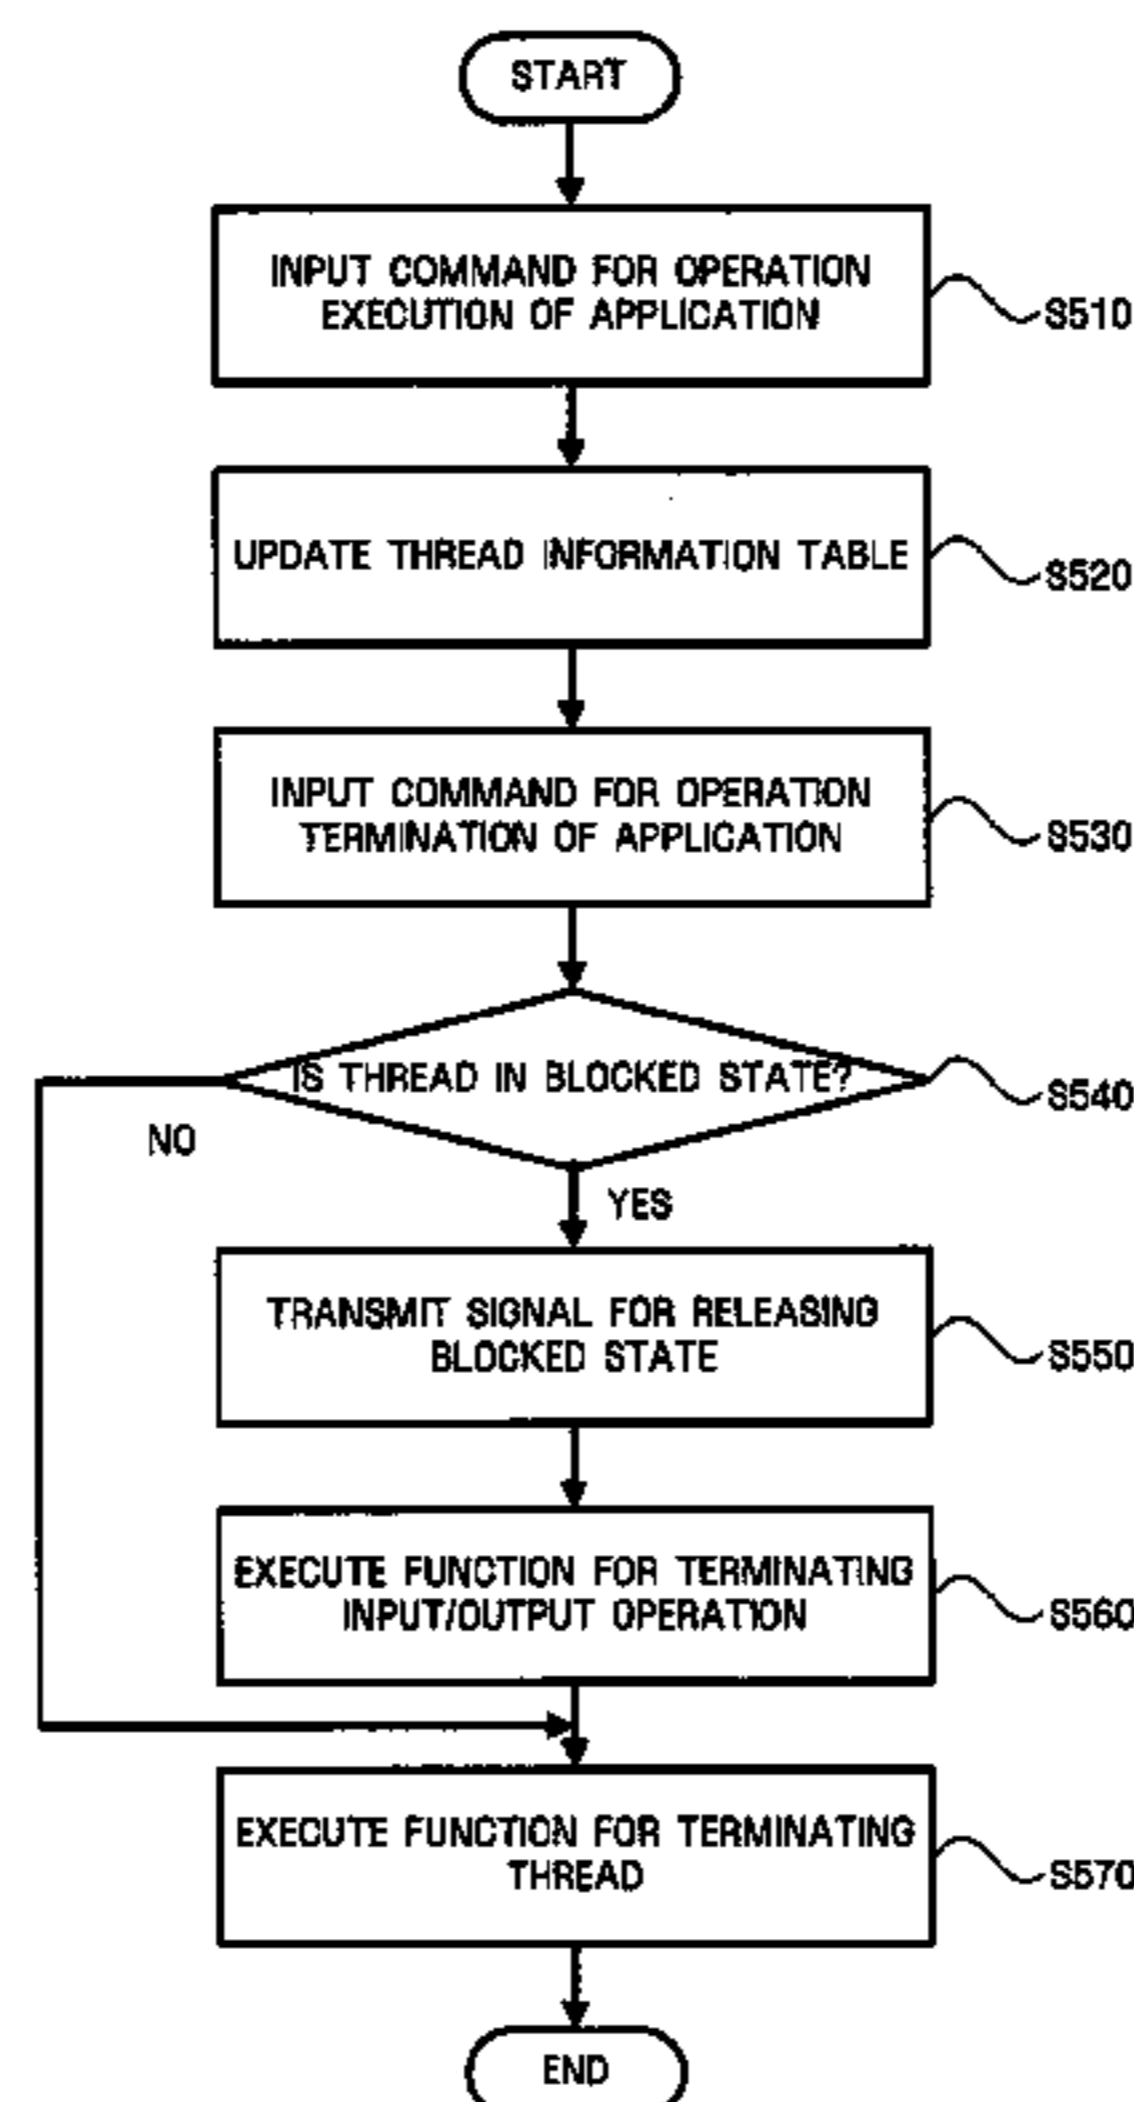 START
INPUT COMMAND FOR OPERATION
EXECUTION OF APPLICATION
S510
UPDATE THREAD INFORMATION TABLE
S520
INPUT COMMAND FOR OPERATION
TERMINATION OF APPLICATION
S530
IS THREAD IN BLOCKED STATE?
S540
NO
YES
TRANSMIT SIGNAL FOR RELEASING
BLOCKED STATE
S550
EXECUTE FUNCTION FOR TERMINATING
INPUT/OUTPUT OPERATION
S560
EXECUTE FUNCTION FOR TERMINATING
THREAD
S570
END